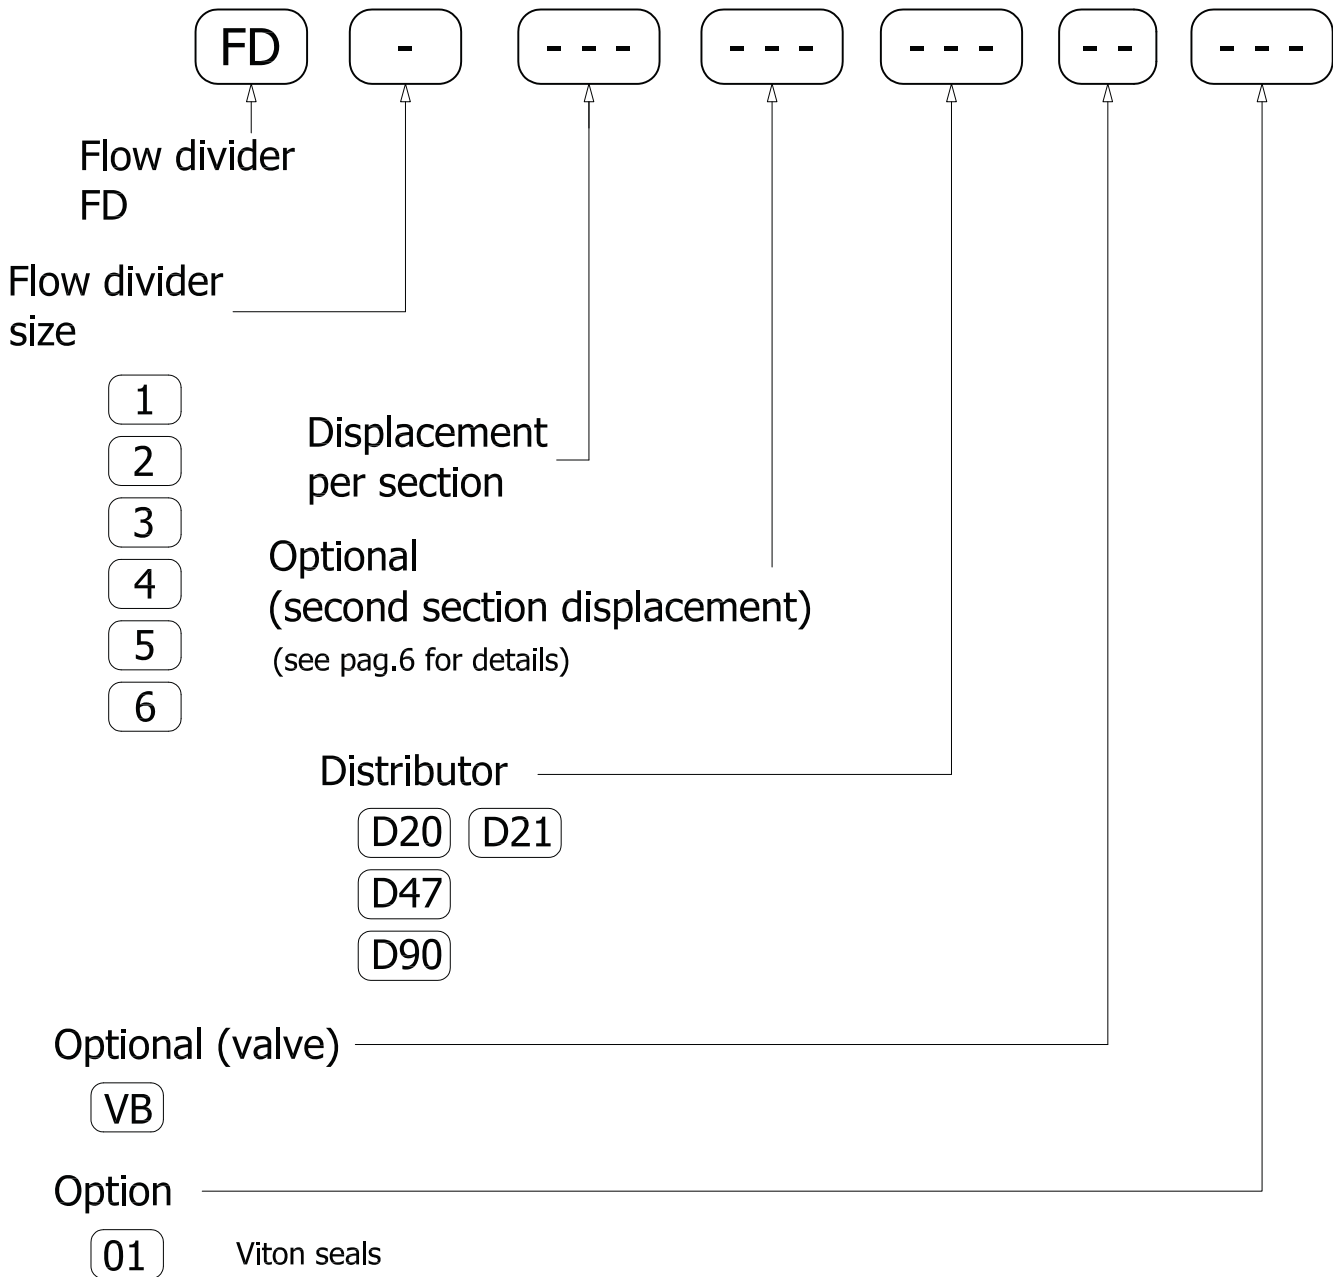 FD - - - - - - - - - - - - - - -
Flow divider
FD
Flow divider
size
1
2
3
4
5
6
Displacement
per section
Optional
(second section displacement)
(see pag.6 for details)
Distributor
D20 D21
D47
D90
Optional (valve)
VB
Option
01 Viton seals